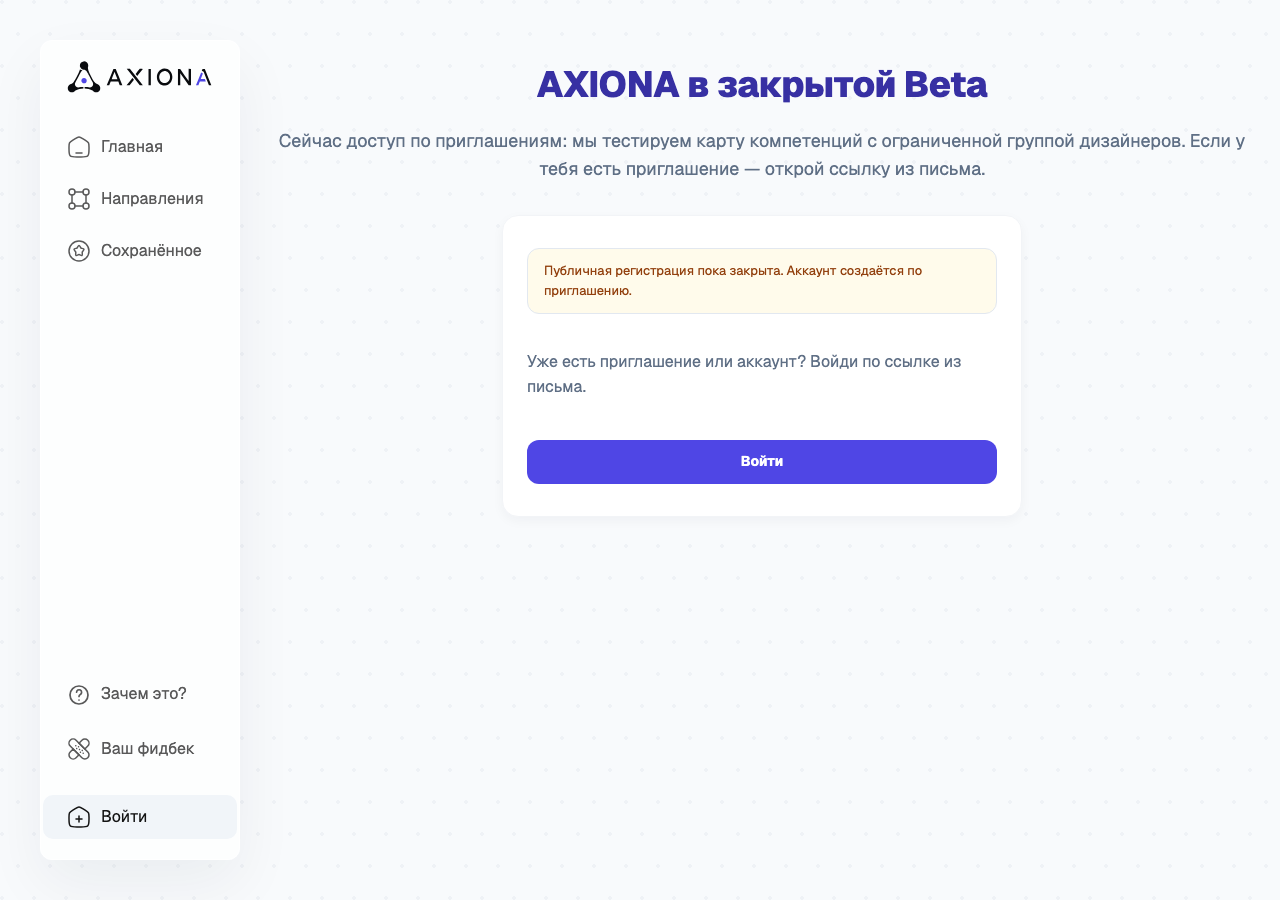 AXIONA
Главная
Направления
Сохранённое
Зачем это?
Ваш фидбек
Войти
AXIONA в закрытой Beta
Сейчас доступ по приглашениям: мы тестируем карту компетенций с ограниченной группой дизайнеров. Если у
тебя есть приглашение — открой ссылку из письма.
Публичная регистрация пока закрыта. Аккаунт создаётся по
приглашению.
Уже есть приглашение или аккаунт? Войди по ссылке из
письма.
Войти